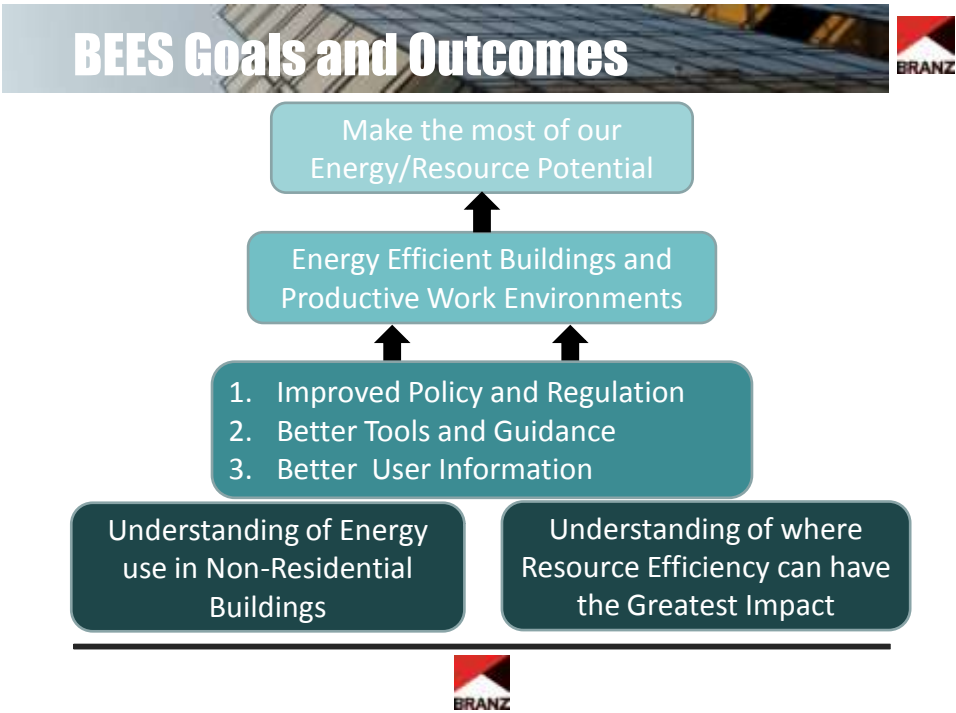 BEES Goals and Outcomes
BRANZ
Make the most of our
Energy/Resource Potential
Energy Efficient Buildings and
Productive Work Environments
1. Improved Policy and Regulation
2. Better Tools and Guidance
3. Better User Information
Understanding of Energy
use in Non-Residential
Buildings
Understanding of where
Resource Efficiency can have
the Greatest Impact
BRANZ